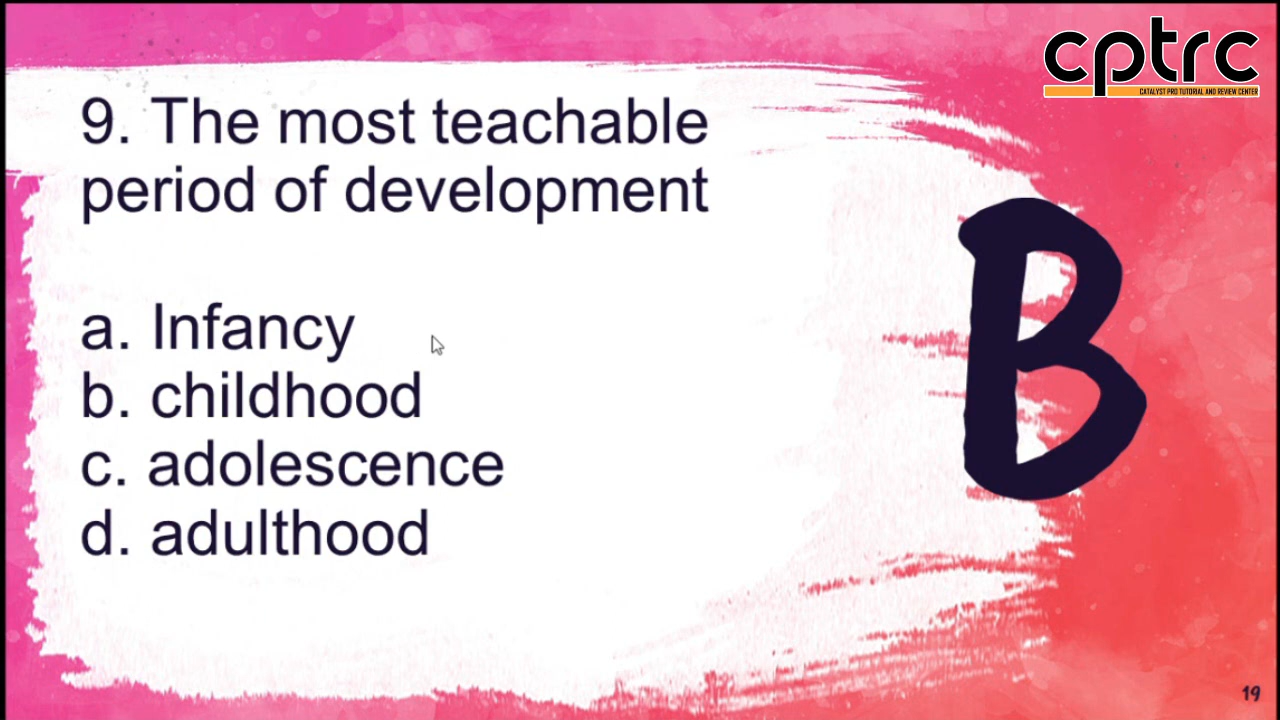 cptrc
CATALYST PRO TUTORIAL AND REVIEW CENTER
9. The most teachable
period of development
a. Infancy
b. childhood
c. adolescence
d. adulthood
B
19